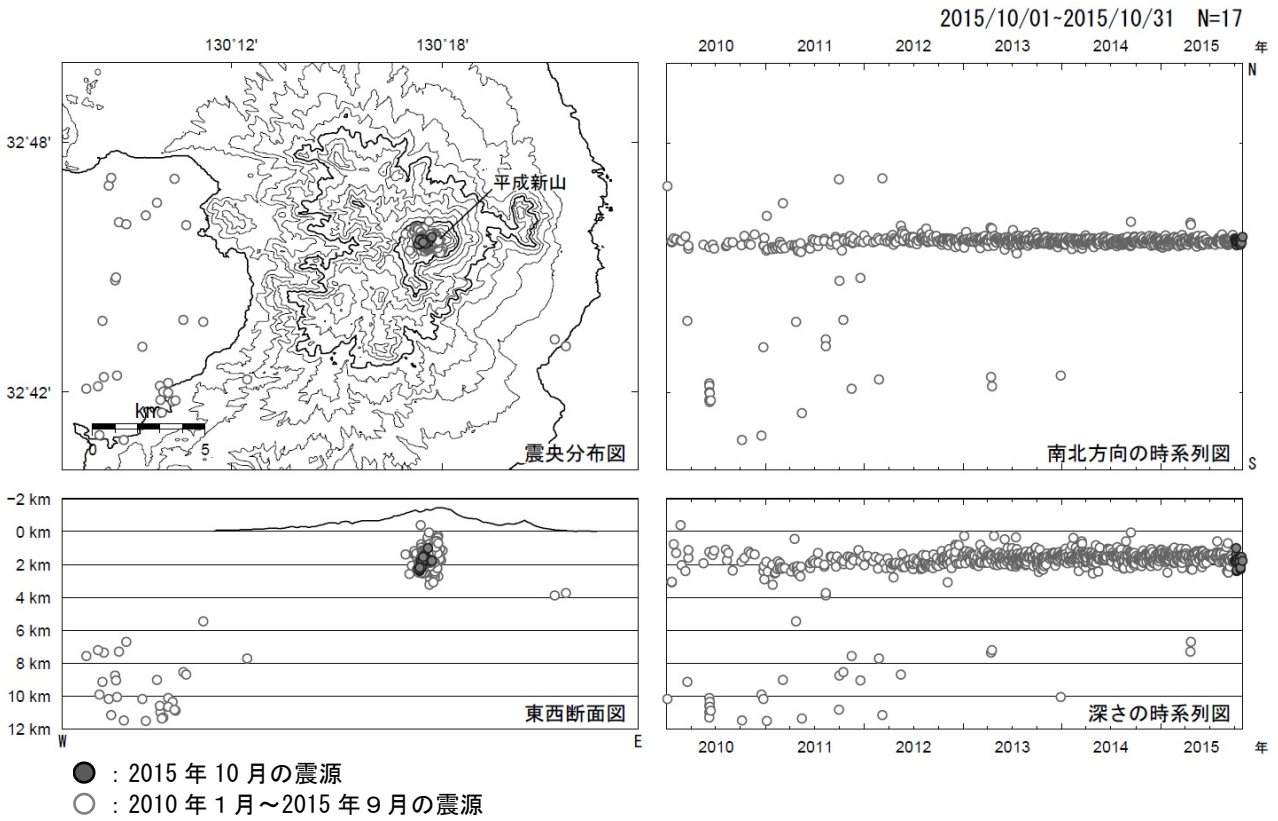 2015/10/01~2015/10/31 N=17
130°12' 130°18'
2010 2011 2012 2013 2014 2015 年
N
32°48'
平成新山
32°42'
km
0 5
震央分布図
南北方向の時系列図
S
-2 km
0 km
2 km
4 km
6 km
8 km
10 km
12 km
東西断面図
深さの時系列図
W E
2010 2011 2012 2013 2014 2015 年
：2015 年 10 月の震源
：2010 年 1 月～2015 年 9 月の震源